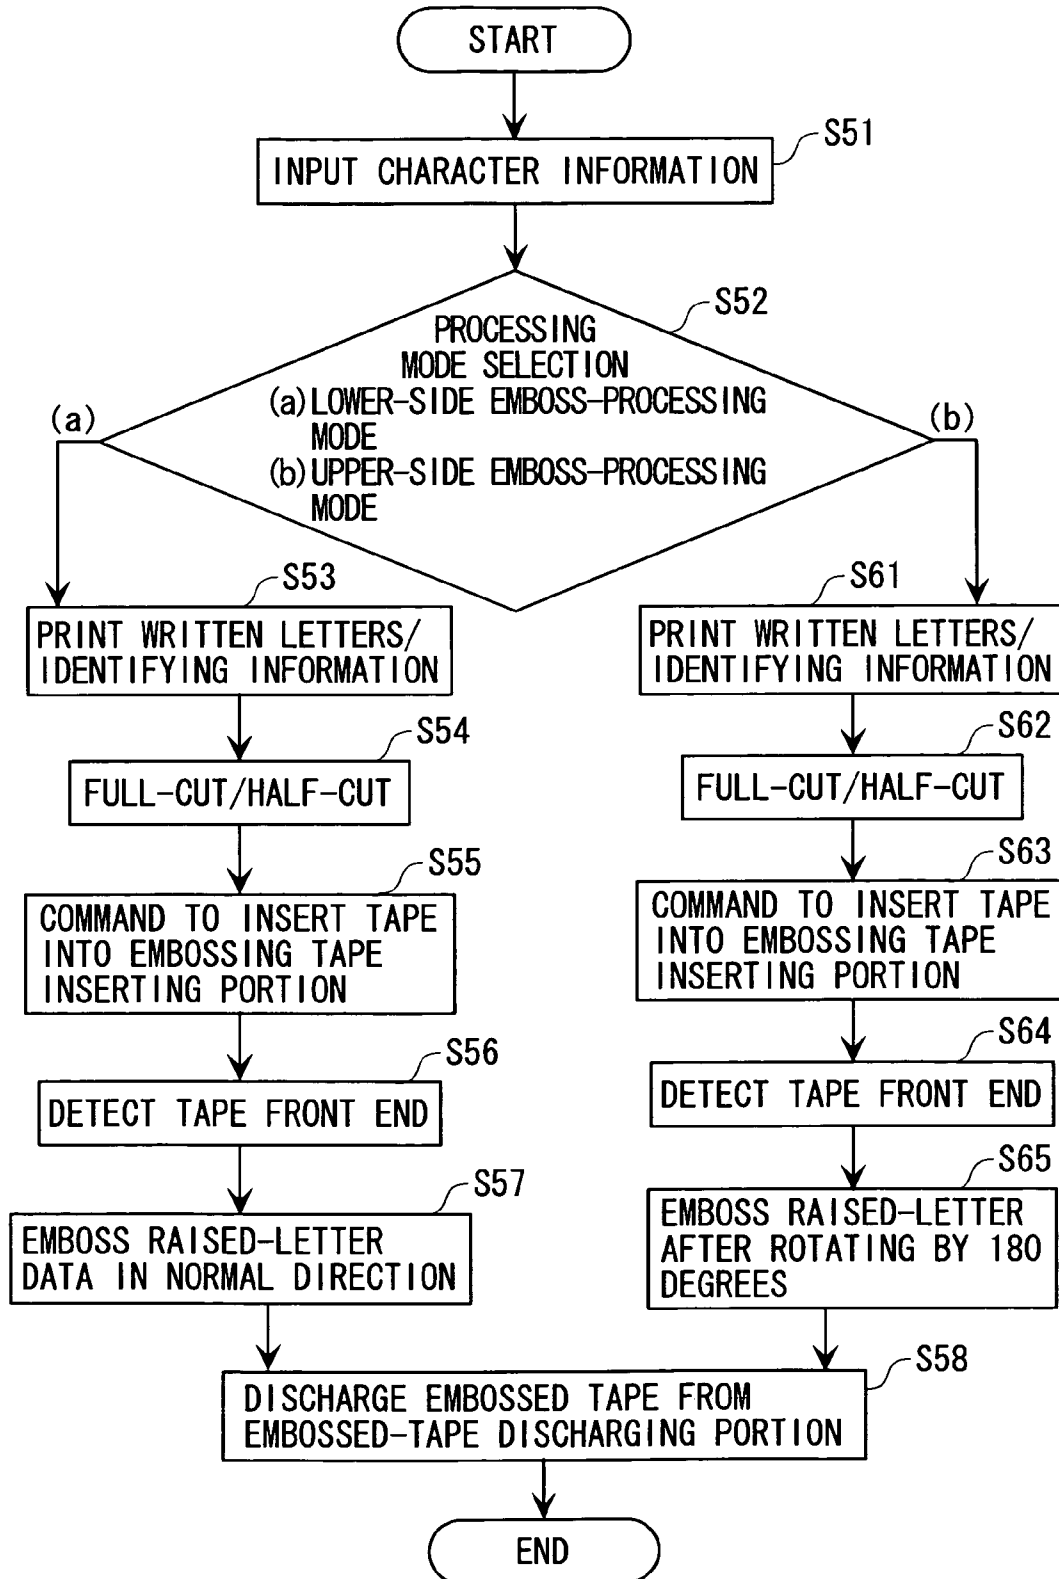 START
S51
INPUT CHARACTER INFORMATION
S52
PROCESSING
MODE SELECTION
(a) LOWER-SIDE EMBOSS-PROCESSING
MODE
(b) UPPER-SIDE EMBOSS-PROCESSING
MODE
(a)
(b)
S53
PRINT WRITTEN LETTERS/
IDENTIFYING INFORMATION
S54
FULL-CUT/HALF-CUT
S55
COMMAND TO INSERT TAPE
INTO EMBOSSING TAPE
INSERTING PORTION
S56
DETECT TAPE FRONT END
S57
EMBOSS RAISED-LETTER
DATA IN NORMAL DIRECTION
S61
PRINT WRITTEN LETTERS/
IDENTIFYING INFORMATION
S62
FULL-CUT/HALF-CUT
S63
COMMAND TO INSERT TAPE
INTO EMBOSSING TAPE
INSERTING PORTION
S64
DETECT TAPE FRONT END
S65
EMBOSS RAISED-LETTER
AFTER ROTATING BY 180
DEGREES
S58
DISCHARGE EMBOSSED TAPE FROM
EMBOSSED-TAPE DISCHARGING PORTION
END